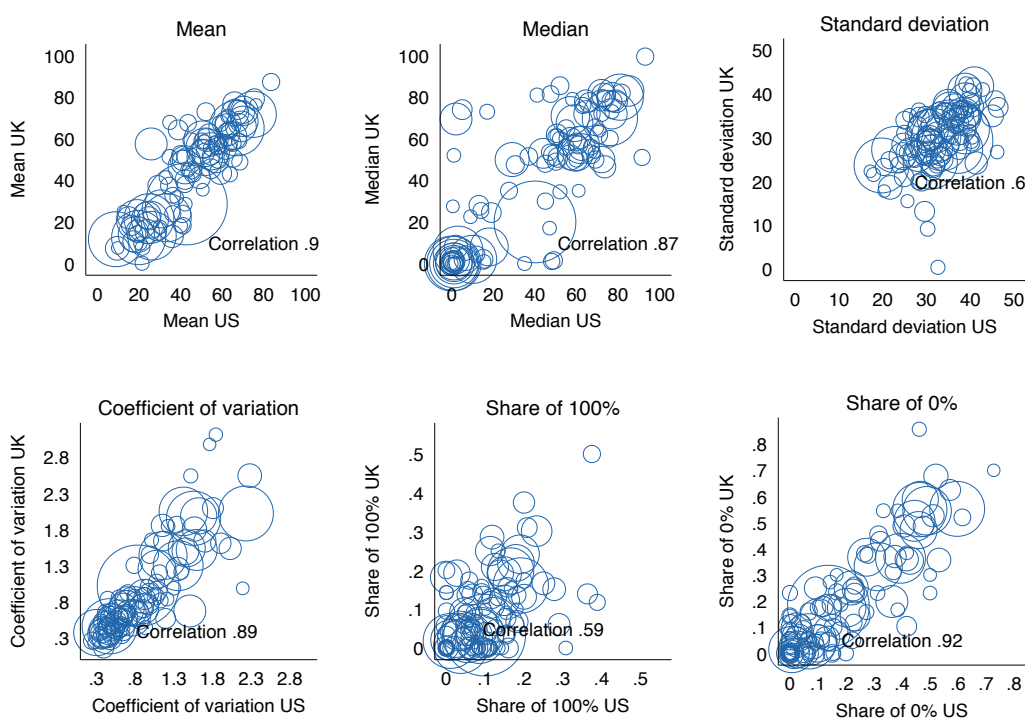 Mean
Mean UK
100
80
60
40
20
0
Correlation .9
0 20 40 60 80 100
Mean US
Median
Median UK
100
80
60
40
20
0
Correlation .87
0 20 40 60 80 100
Median US
Standard deviation
Standard deviation UK
50
40
30
20
10
0
Correlation .6
0 10 20 30 40 50
Standard deviation US
Coefficient of variation
Coefficient of variation UK
2.8
2.3
1.8
1.3
.8
.3
Correlation .89
.3 .8 1.3 1.8 2.3 2.8
Coefficient of variation US
Share of 100%
Share of 100% UK
.5
.4
.3
.2
.1
0
Correlation .59
0 .1 .2 .3 .4 .5
Share of 100% US
Share of 0%
Share of 0% UK
.8
.7
.6
.5
.4
.3
.2
.1
0
Correlation .92
0 .1 .2 .3 .4 .5 .6 .7 .8
Share of 0% US